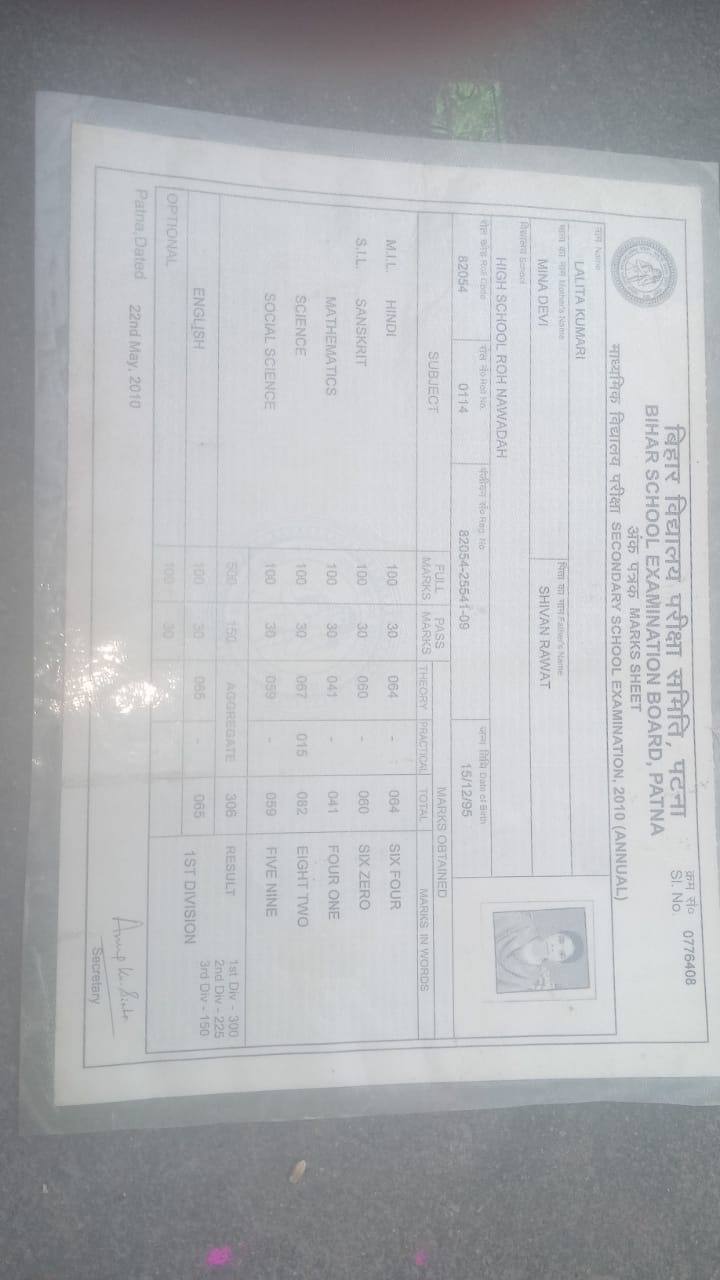 बिहार विद्यालय परीक्षा समिति, पटना
BIHAR SCHOOL EXAMINATION BOARD, PATNA
क्रम सं० Sl. No. 0776408
अंक पत्रक MARKS SHEET
माध्यमिक विद्यालय परीक्षा SECONDARY SCHOOL EXAMINATION, 2010 (ANNUAL)
नाम Name
LALITA KUMARI
माता का नाम Mother's Name पिता का नाम Father's Name
MINA DEVI SHIVAN RAWAT
विद्यालय School
HIGH SCHOOL ROH NAWADAH
रोल कोड Roll Code रोल सं० Roll No. पंजीयन सं० Reg. No. जन्म तिथि Date of Birth
82054 0114 82054-25541-09 15/12/95
SUBJECT FULL MARKS PASS MARKS MARKS OBTAINED
THEORY PRACTICAL TOTAL MARKS IN WORDS
M.I.L. HINDI 100 30 064 - 064 SIX FOUR
S.I.L. SANSKRIT 100 30 060 - 060 SIX ZERO
MATHEMATICS 100 30 041 - 041 FOUR ONE
SCIENCE 100 30 067 015 082 EIGHT TWO
SOCIAL SCIENCE 100 30 059 - 059 FIVE NINE
500 150 AGGREGATE 306 RESULT 1st Div - 300
2nd Div - 225
ENGLISH 100 30 065 - 065 1ST DIVISION 3rd Div - 150
OPTIONAL 100 30
Patna,Dated 22nd May, 2010
Secretary